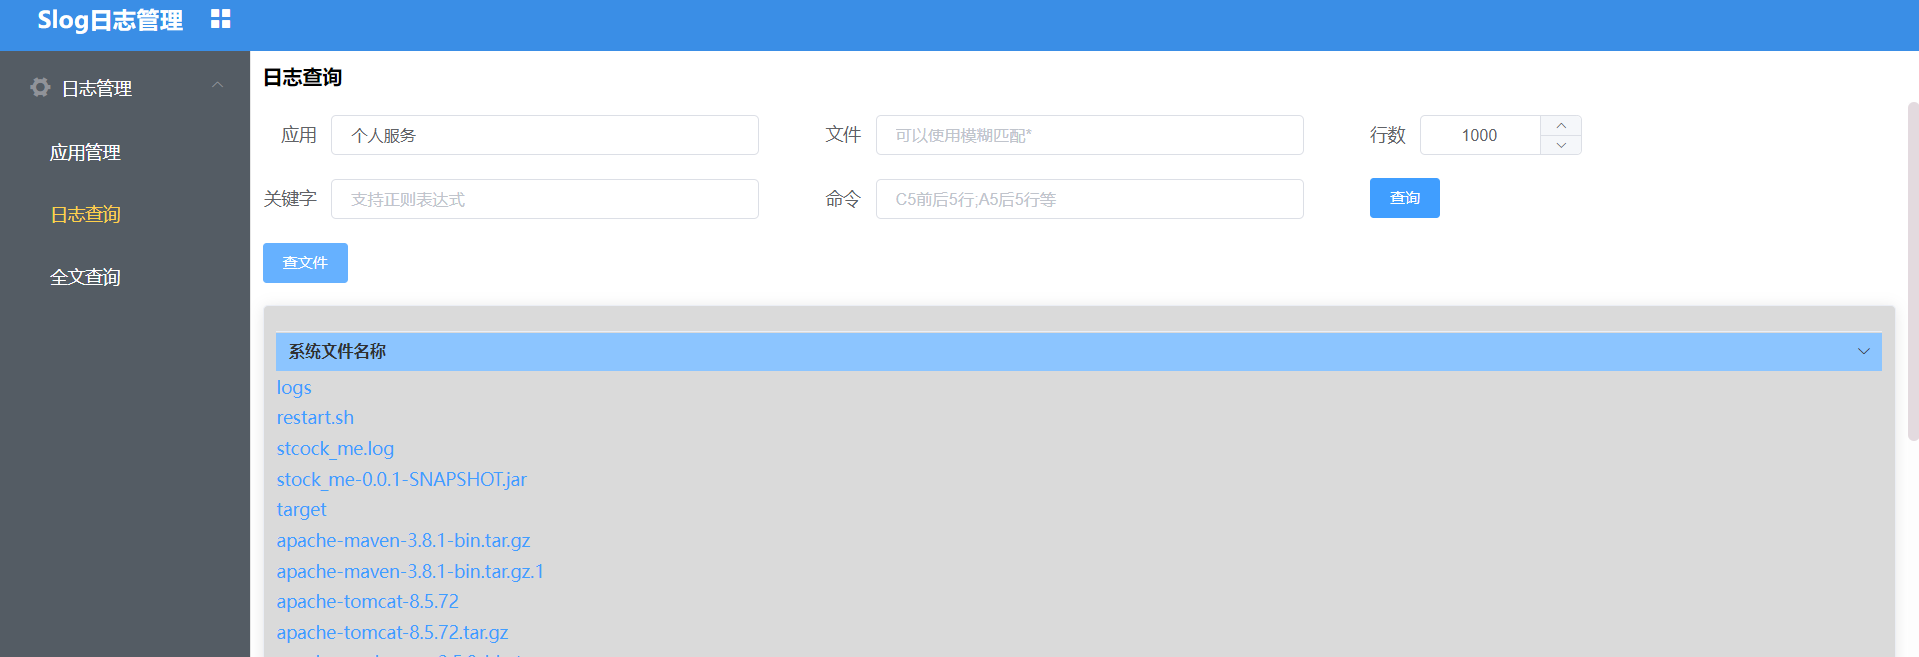 Slog日志管理
日志管理
应用管理
日志查询
全文查询
日志查询
应用 个人服务 文件 可以使用模糊匹配* 行数 1000
关键字 支持正则表达式 命令 C5前后5行;A5后5行等 查询
查文件
系统文件名称
logs
restart.sh
stcock_me.log
stock_me-0.0.1-SNAPSHOT.jar
target
apache-maven-3.8.1-bin.tar.gz
apache-maven-3.8.1-bin.tar.gz.1
apache-tomcat-8.5.72
apache-tomcat-8.5.72.tar.gz